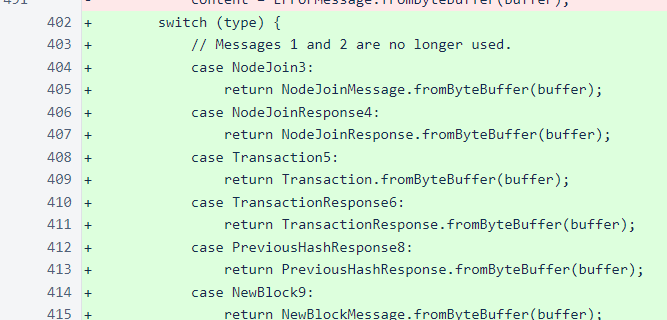 491 - content = ErrorMessage.fromByteBuffer(buffer);
402 + switch (type) {
403 + // Messages 1 and 2 are no longer used.
404 + case NodeJoin3:
405 + return NodeJoinMessage.fromByteBuffer(buffer);
406 + case NodeJoinResponse4:
407 + return NodeJoinResponse.fromByteBuffer(buffer);
408 + case Transaction5:
409 + return Transaction.fromByteBuffer(buffer);
410 + case TransactionResponse6:
411 + return TransactionResponse.fromByteBuffer(buffer);
412 + case PreviousHashResponse8:
413 + return PreviousHashResponse.fromByteBuffer(buffer);
414 + case NewBlock9:
415 + return NewBlockMessage.fromByteBuffer(buffer);